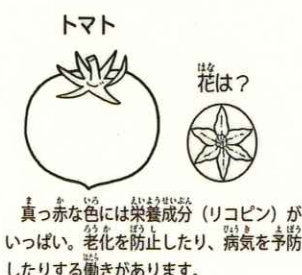 トマト
花は？
真っ赤な色には栄養成分（リコピン）が
いっぱい。老化を防止したり、病気を予防
したりする働きがあります。